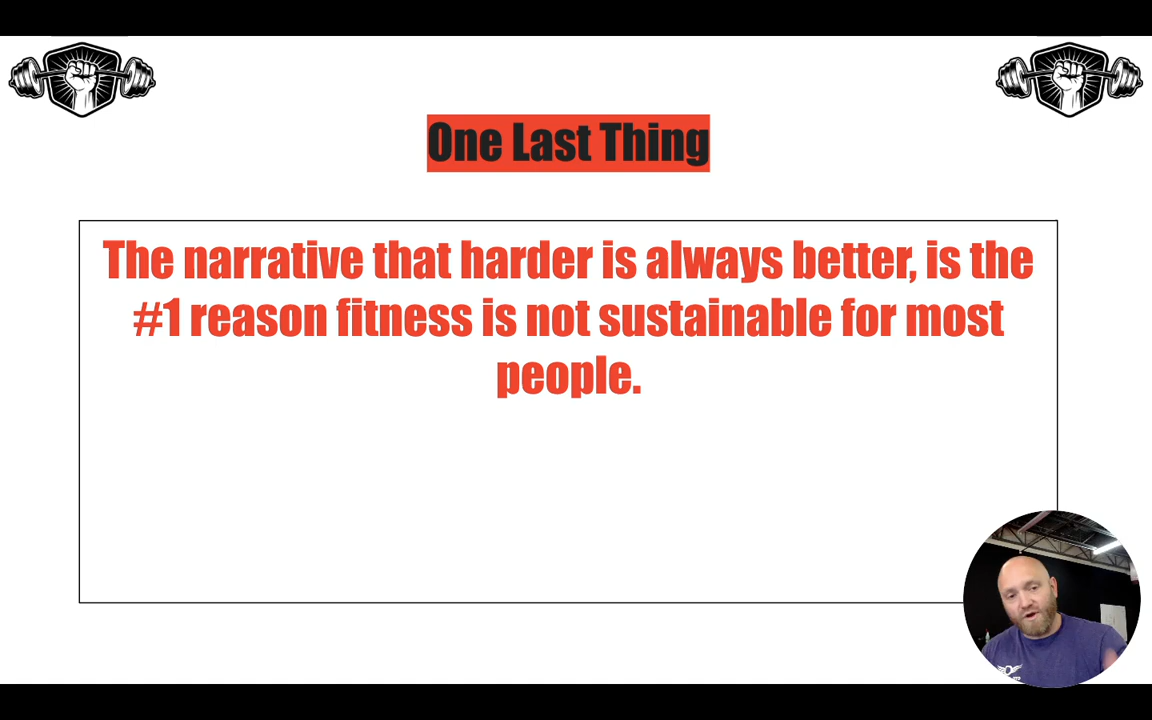 One Last Thing
The narrative that harder is always better, is the
#1 reason fitness is not sustainable for most
people.